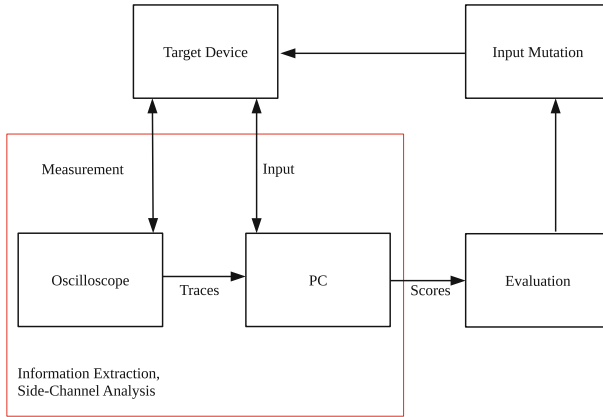 Target Device
Input Mutation
Measurement
Input
Oscilloscope
PC
Evaluation
Traces
Scores
Information Extraction,
Side-Channel Analysis